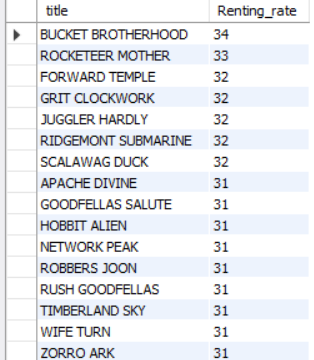 title Renting_rate
BUCKET BROTHERHOOD 34
ROCKETEER MOTHER 33
FORWARD TEMPLE 32
GRIT CLOCKWORK 32
JUGGLER HARDLY 32
RIDGEMONT SUBMARINE 32
SCALAWAG DUCK 32
APACHE DIVINE 31
GOODFELLAS SALUTE 31
HOBBIT ALIEN 31
NETWORK PEAK 31
ROBBERS JOON 31
RUSH GOODFELLAS 31
TIMBERLAND SKY 31
WIFE TURN 31
ZORRO ARK 31